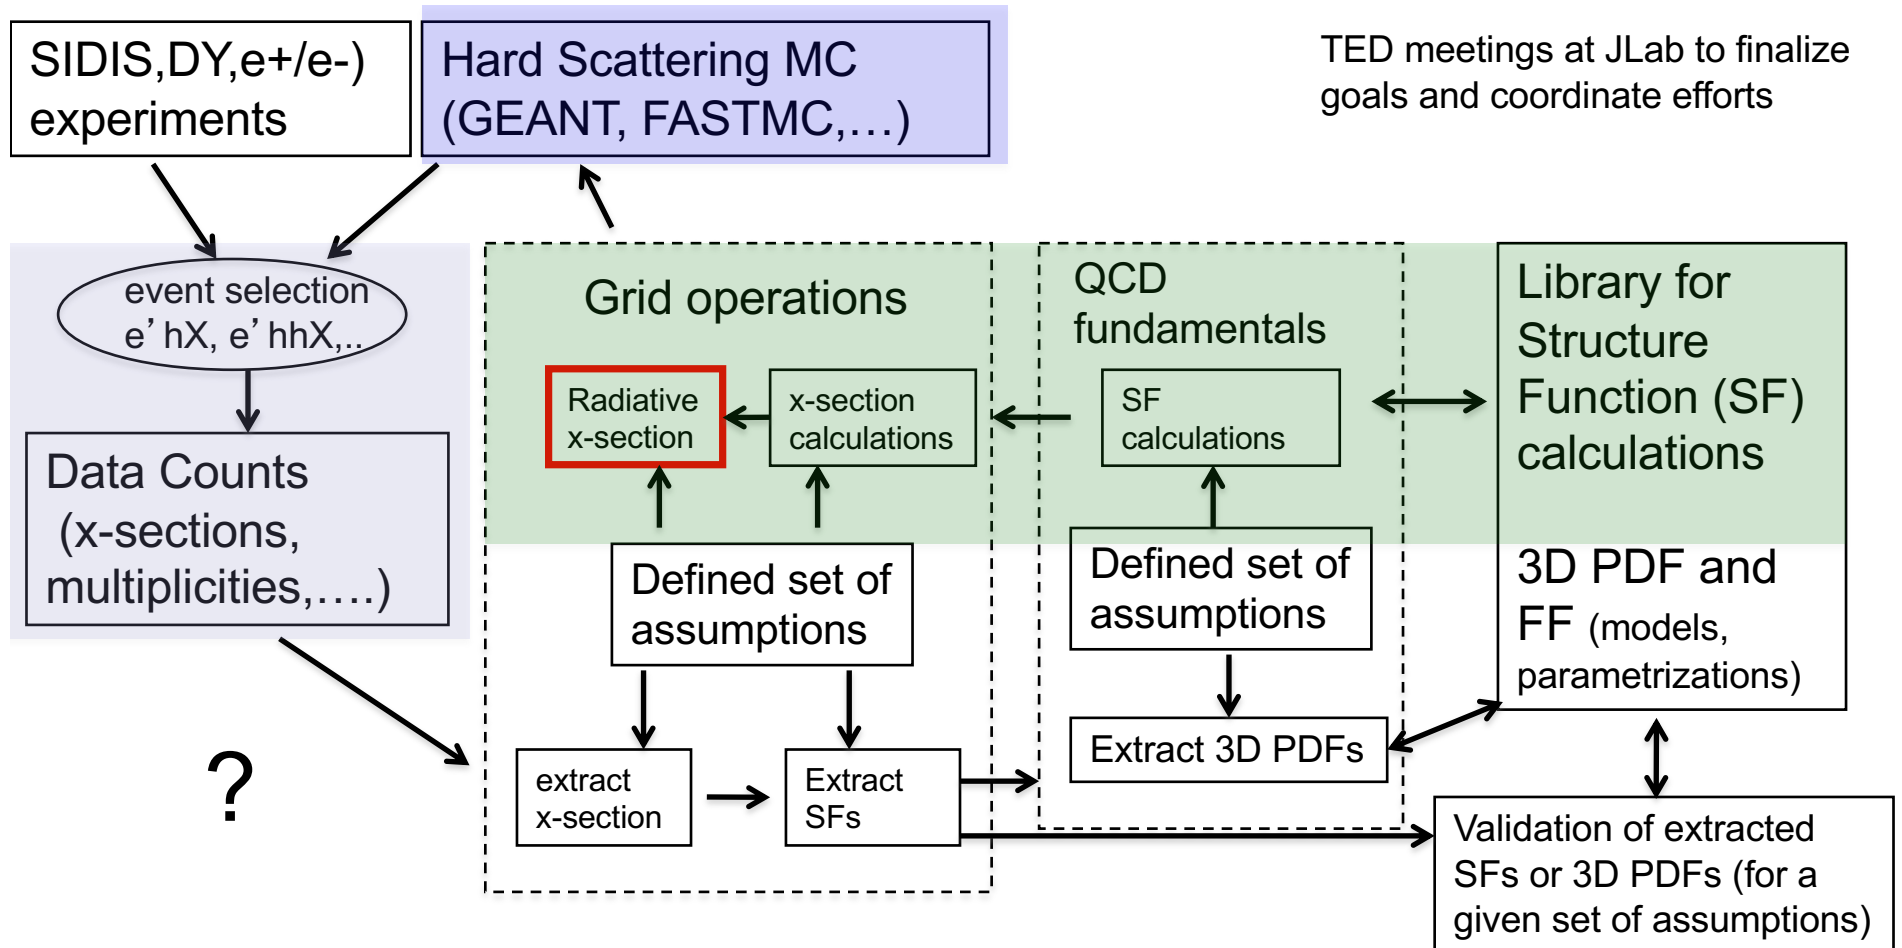 SIDIS,DY,e+/e-)
experiments
Hard Scattering MC
(GEANT, FASTMC,…)
TED meetings at JLab to finalize
goals and coordinate efforts
event selection
e’ hX, e’ hhX,..
Data Counts
(x-sections,
multiplicities,….)
?
Grid operations
Radiative
x-section
x-section
calculations
Defined set of
assumptions
extract
x-section
Extract
SFs
QCD
fundamentals
SF
calculations
Defined set of
assumptions
Extract 3D PDFs
Library for
Structure
Function (SF)
calculations
3D PDF and
FF (models,
parametrizations)
Validation of extracted
SFs or 3D PDFs (for a
given set of assumptions)